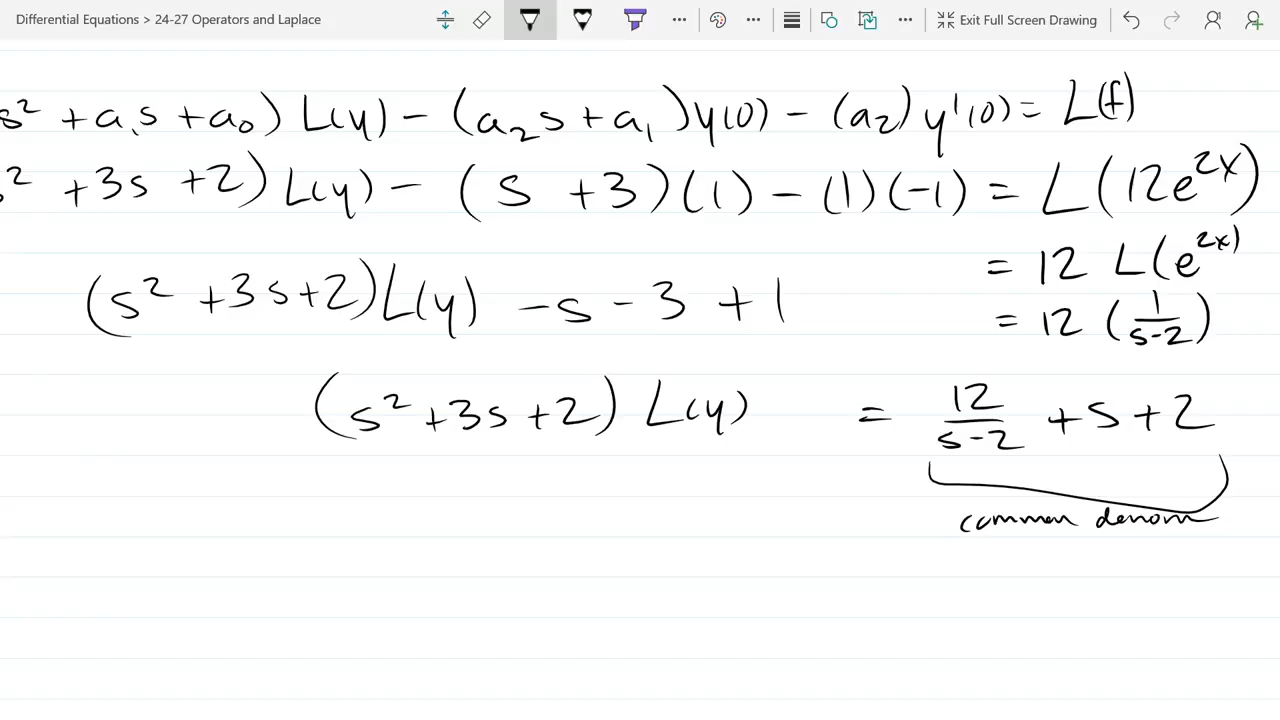 Differential Equations > 24-27 Operators and Laplace
Exit Full Screen Drawing
s² + a₁s + a₀) L(y) - (a₂s + a₁)y(0) - (a₂) y'(0) = L(f)
s² + 3s + 2) L(y) - (s + 3)(1) - (1)(-1) = L(12e^{2x})
= 12 L(e^{2x})
(s² + 3s + 2)L(y) - s - 3 + 1
= 12 (1/(s-2))
(s² + 3s + 2) L(y) = 12/(s-2) + s + 2
common denom